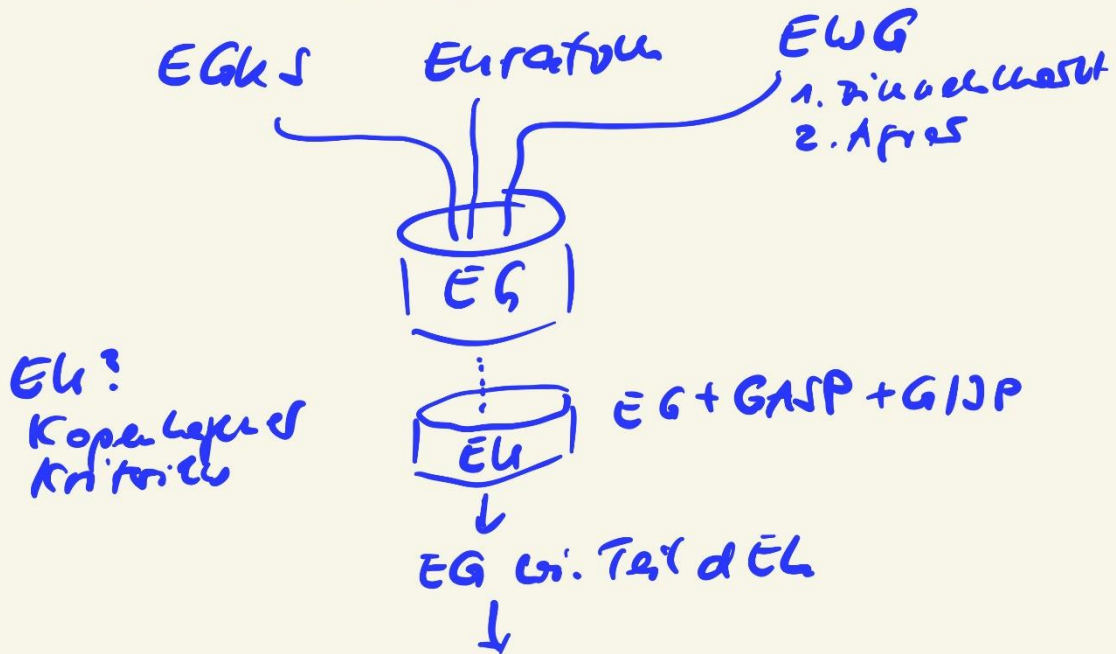 EGKS
Euratom
EWG
1. Binnenmarkt
2. Agrar
EG
EU?
Kopenhagener
Kriterien
EG + GASP + GIJP
EU
EG wi. Teil d EU